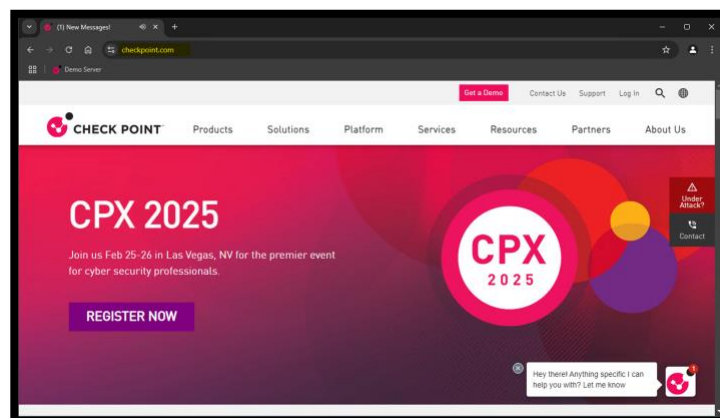 (1) New Messages!
checkpoint.com
Demo Server
Get a Demo Contact Us Support Log In
CHECK POINT Products Solutions Platform Services Resources Partners About Us
CPX 2025
Join us Feb 25-26 in Las Vegas, NV for the premier event
for cyber security professionals.
REGISTER NOW
CPX
2025
Under
Attack?
Contact
Hey there! Anything specific I can
help you with? Let me know
1